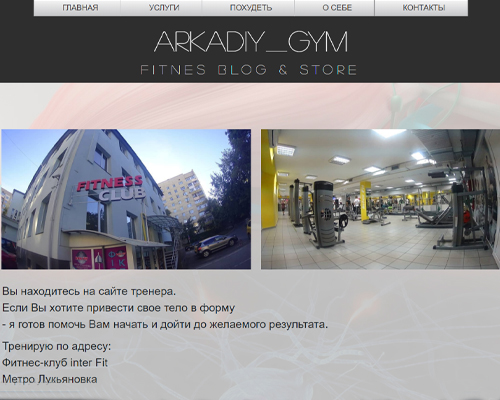 ГЛАВНАЯ УСЛУГИ ПОХУДЕТЬ О СЕБЕ КОНТАКТЫ
ARKADIY_GYM
FITNES BLOG & STORE
FITNESS
CLUB
Вы находитесь на сайте тренера.
Если Вы хотите привести свое тело в форму
- я готов помочь Вам начать и дойти до желаемого результата.
Тренирую по адресу:
Фитнес-клуб inter Fit
Метро Лукьяновка